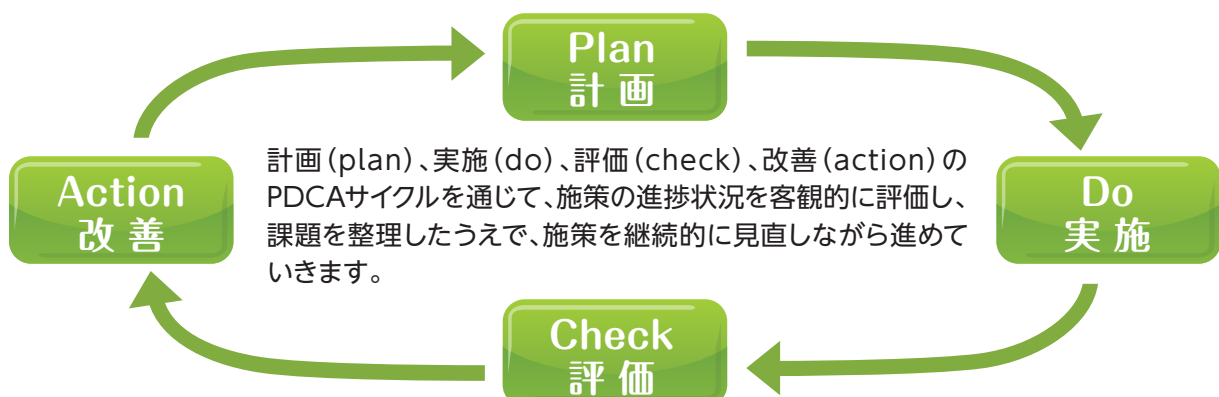 Plan
計画
Action
改善
計画(plan)、実施(do)、評価(check)、改善(action)の
PDCAサイクルを通じて、施策の進捗状況を客観的に評価し、
課題を整理したうえで、施策を継続的に見直しながら進めて
いきます。
Do
実施
Check
評価